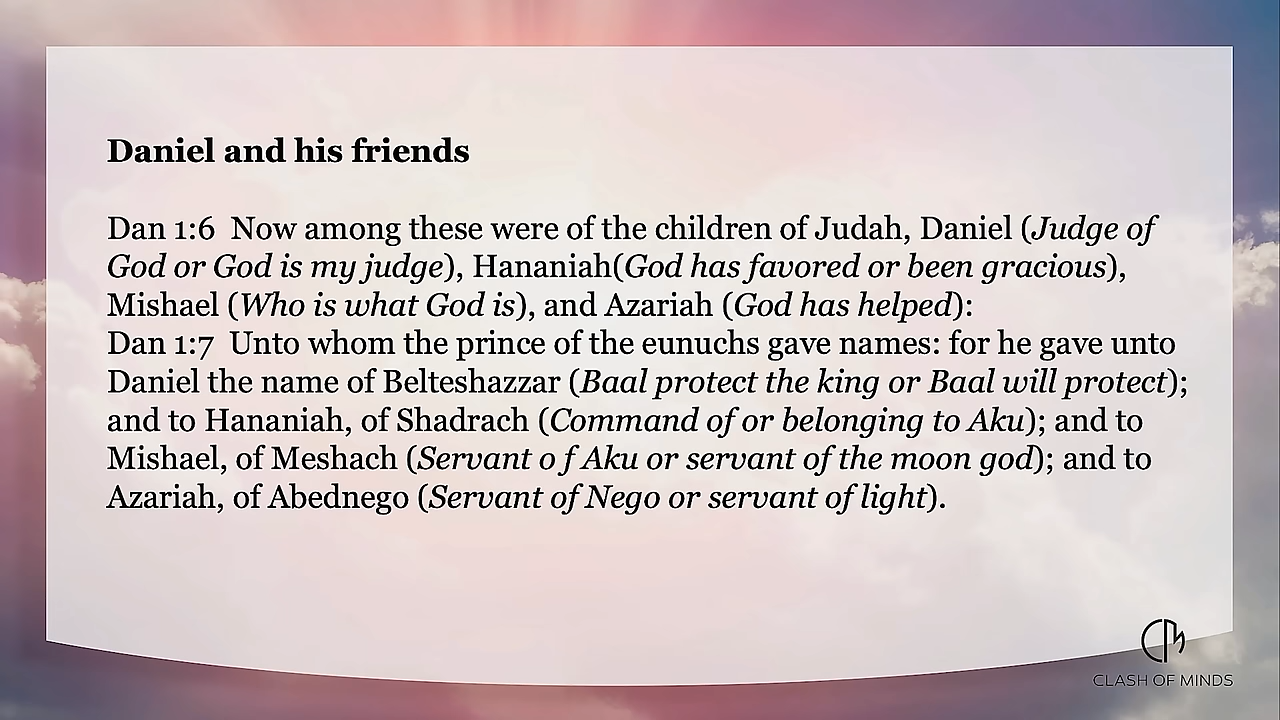 Daniel and his friends
Dan 1:6  Now among these were of the children of Judah, Daniel (Judge of
God or God is my judge), Hananiah(God has favored or been gracious),
Mishael (Who is what God is), and Azariah (God has helped):
Dan 1:7  Unto whom the prince of the eunuchs gave names: for he gave unto
Daniel the name of Belteshazzar (Baal protect the king or Baal will protect);
and to Hananiah, of Shadrach (Command of or belonging to Aku); and to
Mishael, of Meshach (Servant o f Aku or servant of the moon god); and to
Azariah, of Abednego (Servant of Nego or servant of light).
CLASH OF MINDS